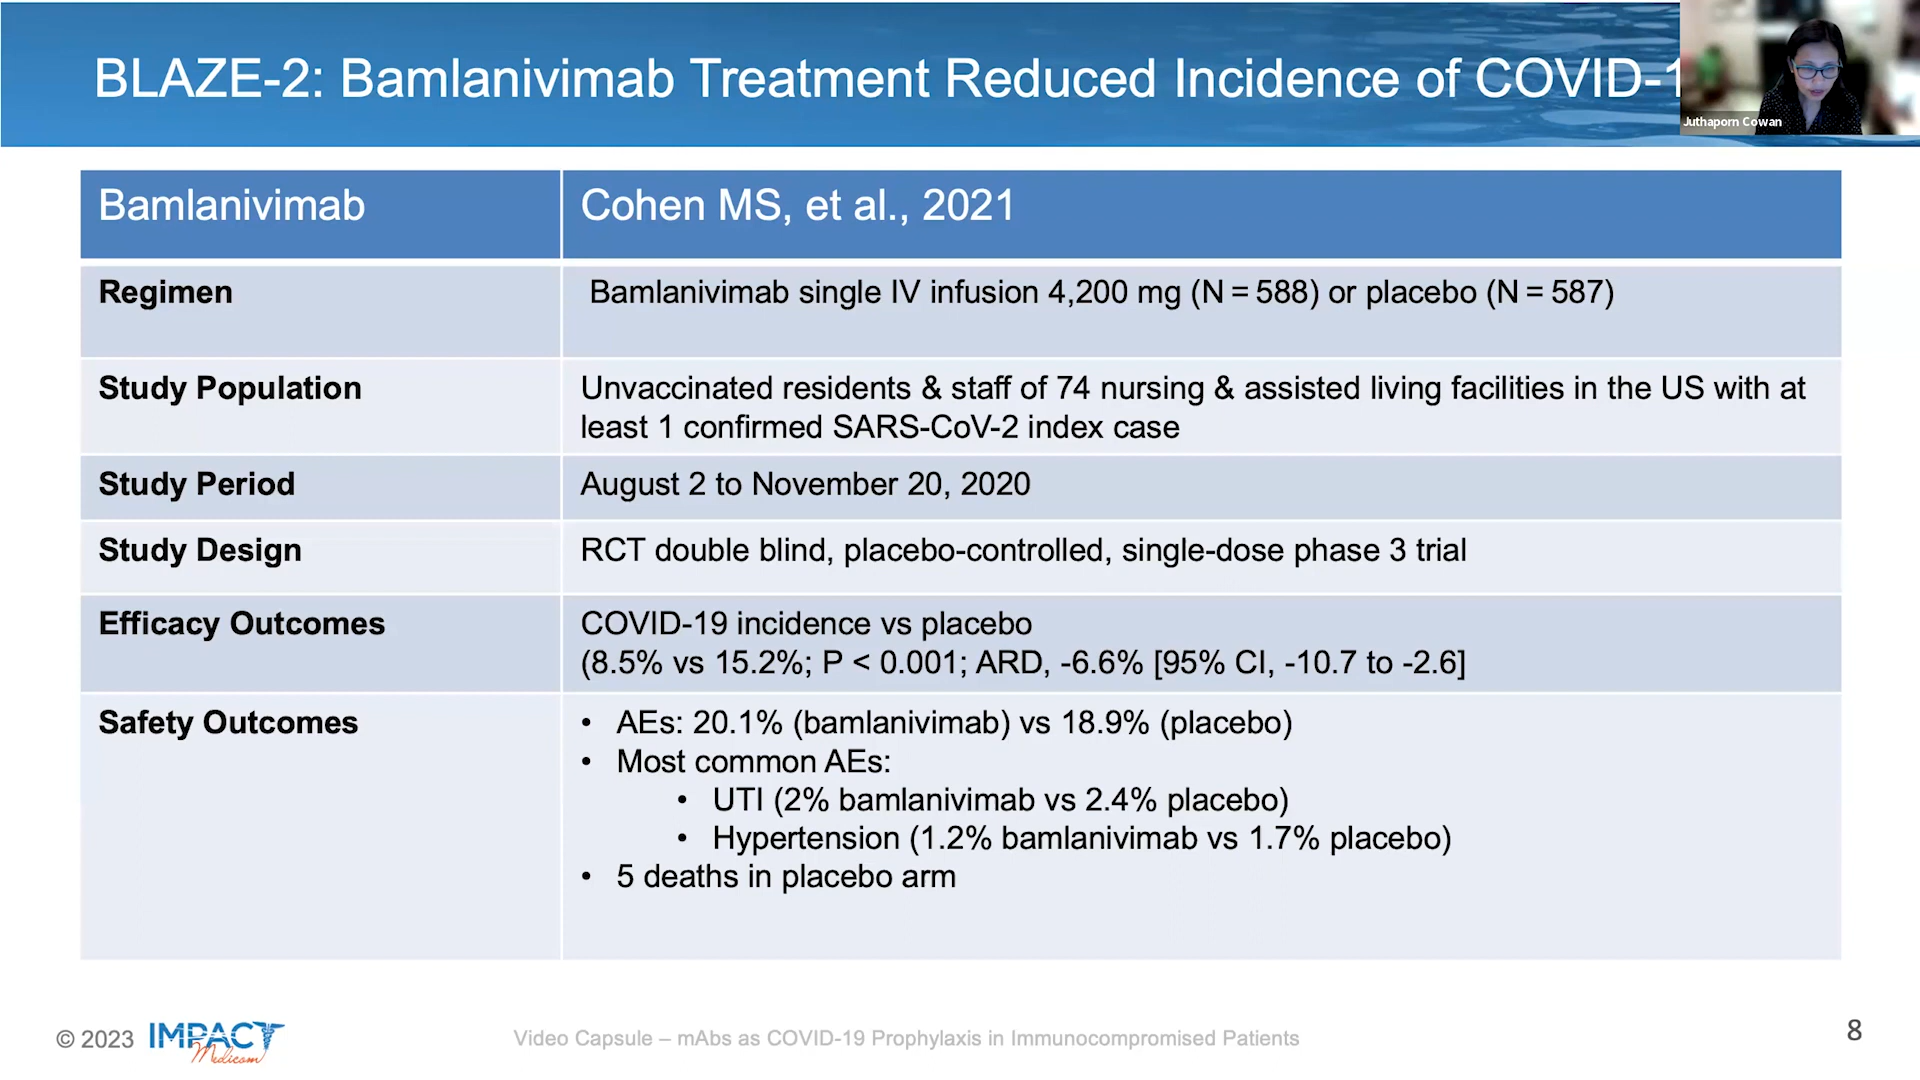 BLAZE-2: Bamlanivimab Treatment Reduced Incidence of COVID-1
Juthaporn Cowan
Bamlanivimab
Cohen MS, et al., 2021
Regimen
Bamlanivimab single IV infusion 4,200 mg (N = 588) or placebo (N = 587)
Study Population
Unvaccinated residents & staff of 74 nursing & assisted living facilities in the US with at
least 1 confirmed SARS-CoV-2 index case
Study Period
August 2 to November 20, 2020
Study Design
RCT double blind, placebo-controlled, single-dose phase 3 trial
Efficacy Outcomes
COVID-19 incidence vs placebo
(8.5% vs 15.2%; P < 0.001; ARD, -6.6% [95% CI, -10.7 to -2.6]
Safety Outcomes
• AEs: 20.1% (bamlanivimab) vs 18.9% (placebo)
• Most common AEs:
• UTI (2% bamlanivimab vs 2.4% placebo)
• Hypertension (1.2% bamlanivimab vs 1.7% placebo)
• 5 deaths in placebo arm
© 2023
IMPACT
Medicom
Video Capsule – mAbs as COVID-19 Prophylaxis in Immunocompromised Patients
8